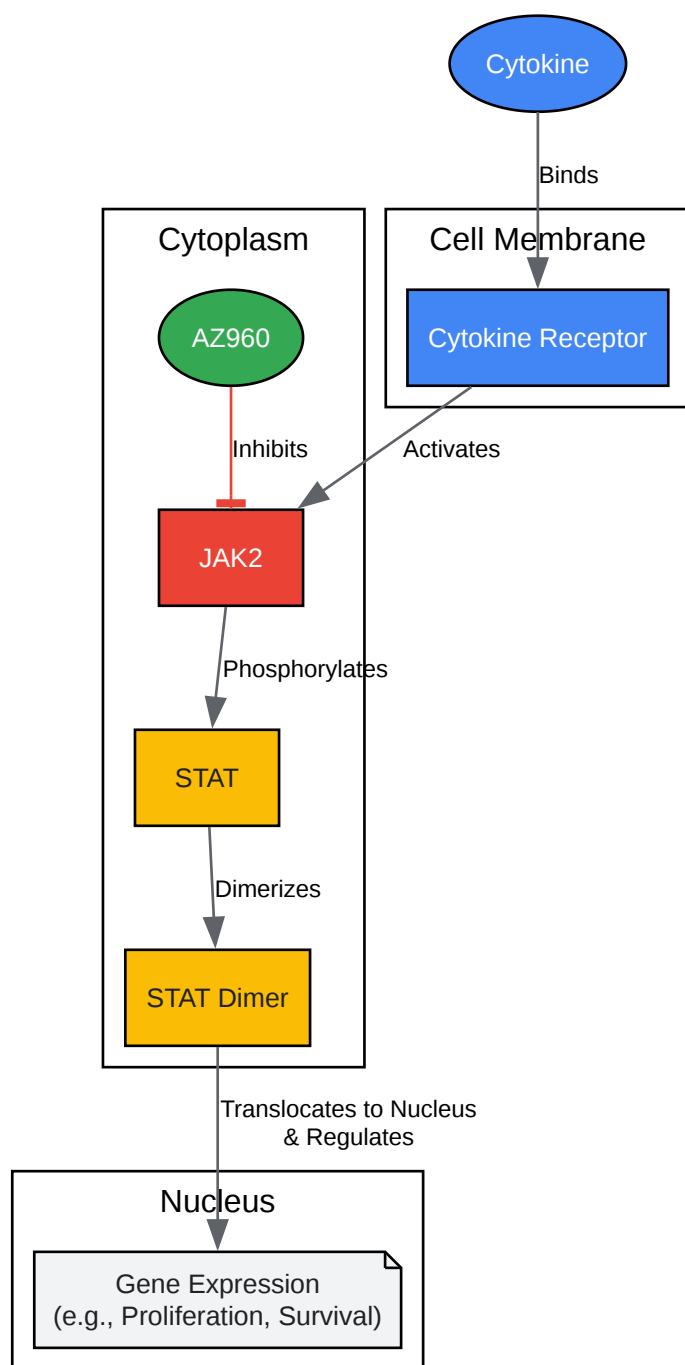 Cytokine
Binds
Cytoplasm
Cell Membrane
AZ960
Cytokine Receptor
Inhibits
Activates
JAK2
Phosphorylates
STAT
Dimerizes
STAT Dimer
Translocates to Nucleus
& Regulates
Nucleus
Gene Expression
(e.g., Proliferation, Survival)